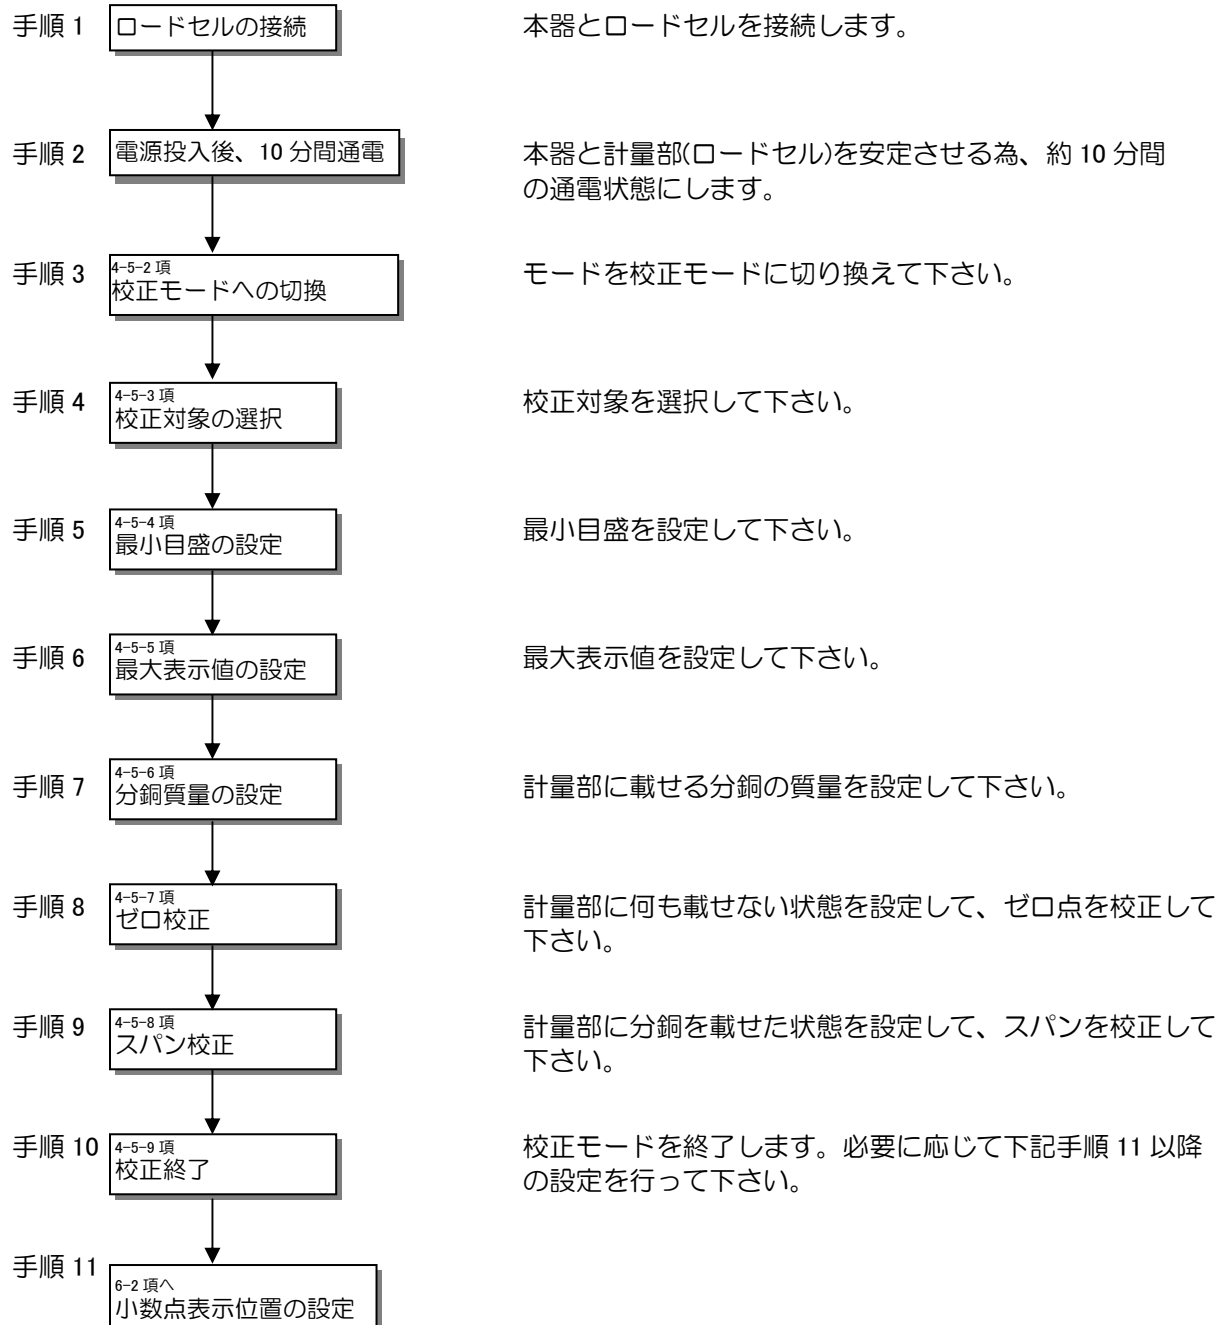 手順 1
ロードセルの接続
本器とロードセルを接続します。
手順 2
電源投入後、10 分間通電
本器と計量部(ロードセル)を安定させる為、約 10 分間
の通電状態にします。
手順 3
4-5-2 項
校正モードへの切換
モードを校正モードに切り換えて下さい。
手順 4
4-5-3 項
校正対象の選択
校正対象を選択して下さい。
手順 5
4-5-4 項
最小目盛の設定
最小目盛を設定して下さい。
手順 6
4-5-5 項
最大表示値の設定
最大表示値を設定して下さい。
手順 7
4-5-6 項
分銅質量の設定
計量部に載せる分銅の質量を設定して下さい。
手順 8
4-5-7 項
ゼロ校正
計量部に何も載せない状態を設定して、ゼロ点を校正して
下さい。
手順 9
4-5-8 項
スパン校正
計量部に分銅を載せた状態を設定して、スパンを校正して
下さい。
手順 10
4-5-9 項
校正終了
校正モードを終了します。必要に応じて下記手順 11 以降
の設定を行って下さい。
手順 11
6-2 項へ
小数点表示位置の設定